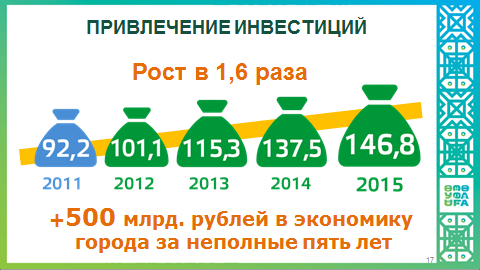 ПРИВЛЕЧЕНИЕ ИНВЕСТИЦИЙ
Рост в 1,6 раза
92,2 101,1 115,3 137,5 146,8
2011 2012 2013 2014 2015
+500 млрд. рублей в экономику
города за неполные пять лет
17